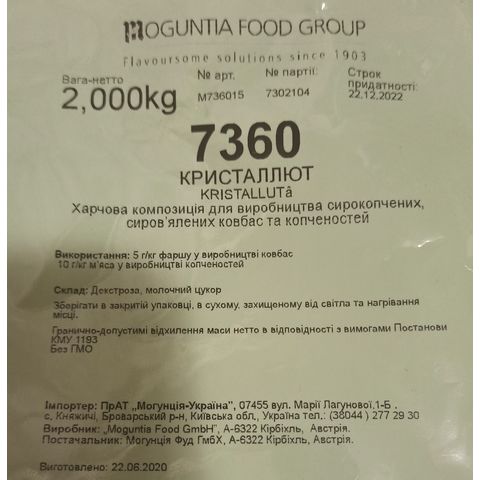 MOGUNTIA FOOD GROUP
Flavoursome solutions since 1903
Вага-нетто № арт. № партії: Строк придатності:
2,000kg М736015 7302104 22.12.2022
7360
КРИСТАЛЛЮТ
KRISTALLUTâ
Харчова композиція для виробництва сирокопчених,
сиров'ялених ковбас та копченостей
Використання: 5 г/кг фаршу у виробництві ковбас
10 г/кг м'яса у виробництві копченостей
Склад: Декстроза, молочний цукор
Зберігати в закритій упаковці, в сухому, захищеному від світла та нагрівання
місці.
Гранично-допустимі відхилення маси нетто в відповідності з вимогами Постанови
КМУ 1193
Без ГМО
Імпортер: ПрАТ „Могунція-Україна", 07455 вул. Марії Лагунової,1-Б .
с. Княжичі, Броварський р-н, Київська обл., Україна Тел.: (38044 ) 277 29 30
Виробник: „Moguntia Food GmbH", А-6322 Кірбіхль, Австрія.
Постачальник: Могунція Фуд ГмбХ, А-6322 Кірбіхль, Австрія.
Виготовлено: 22.06.2020